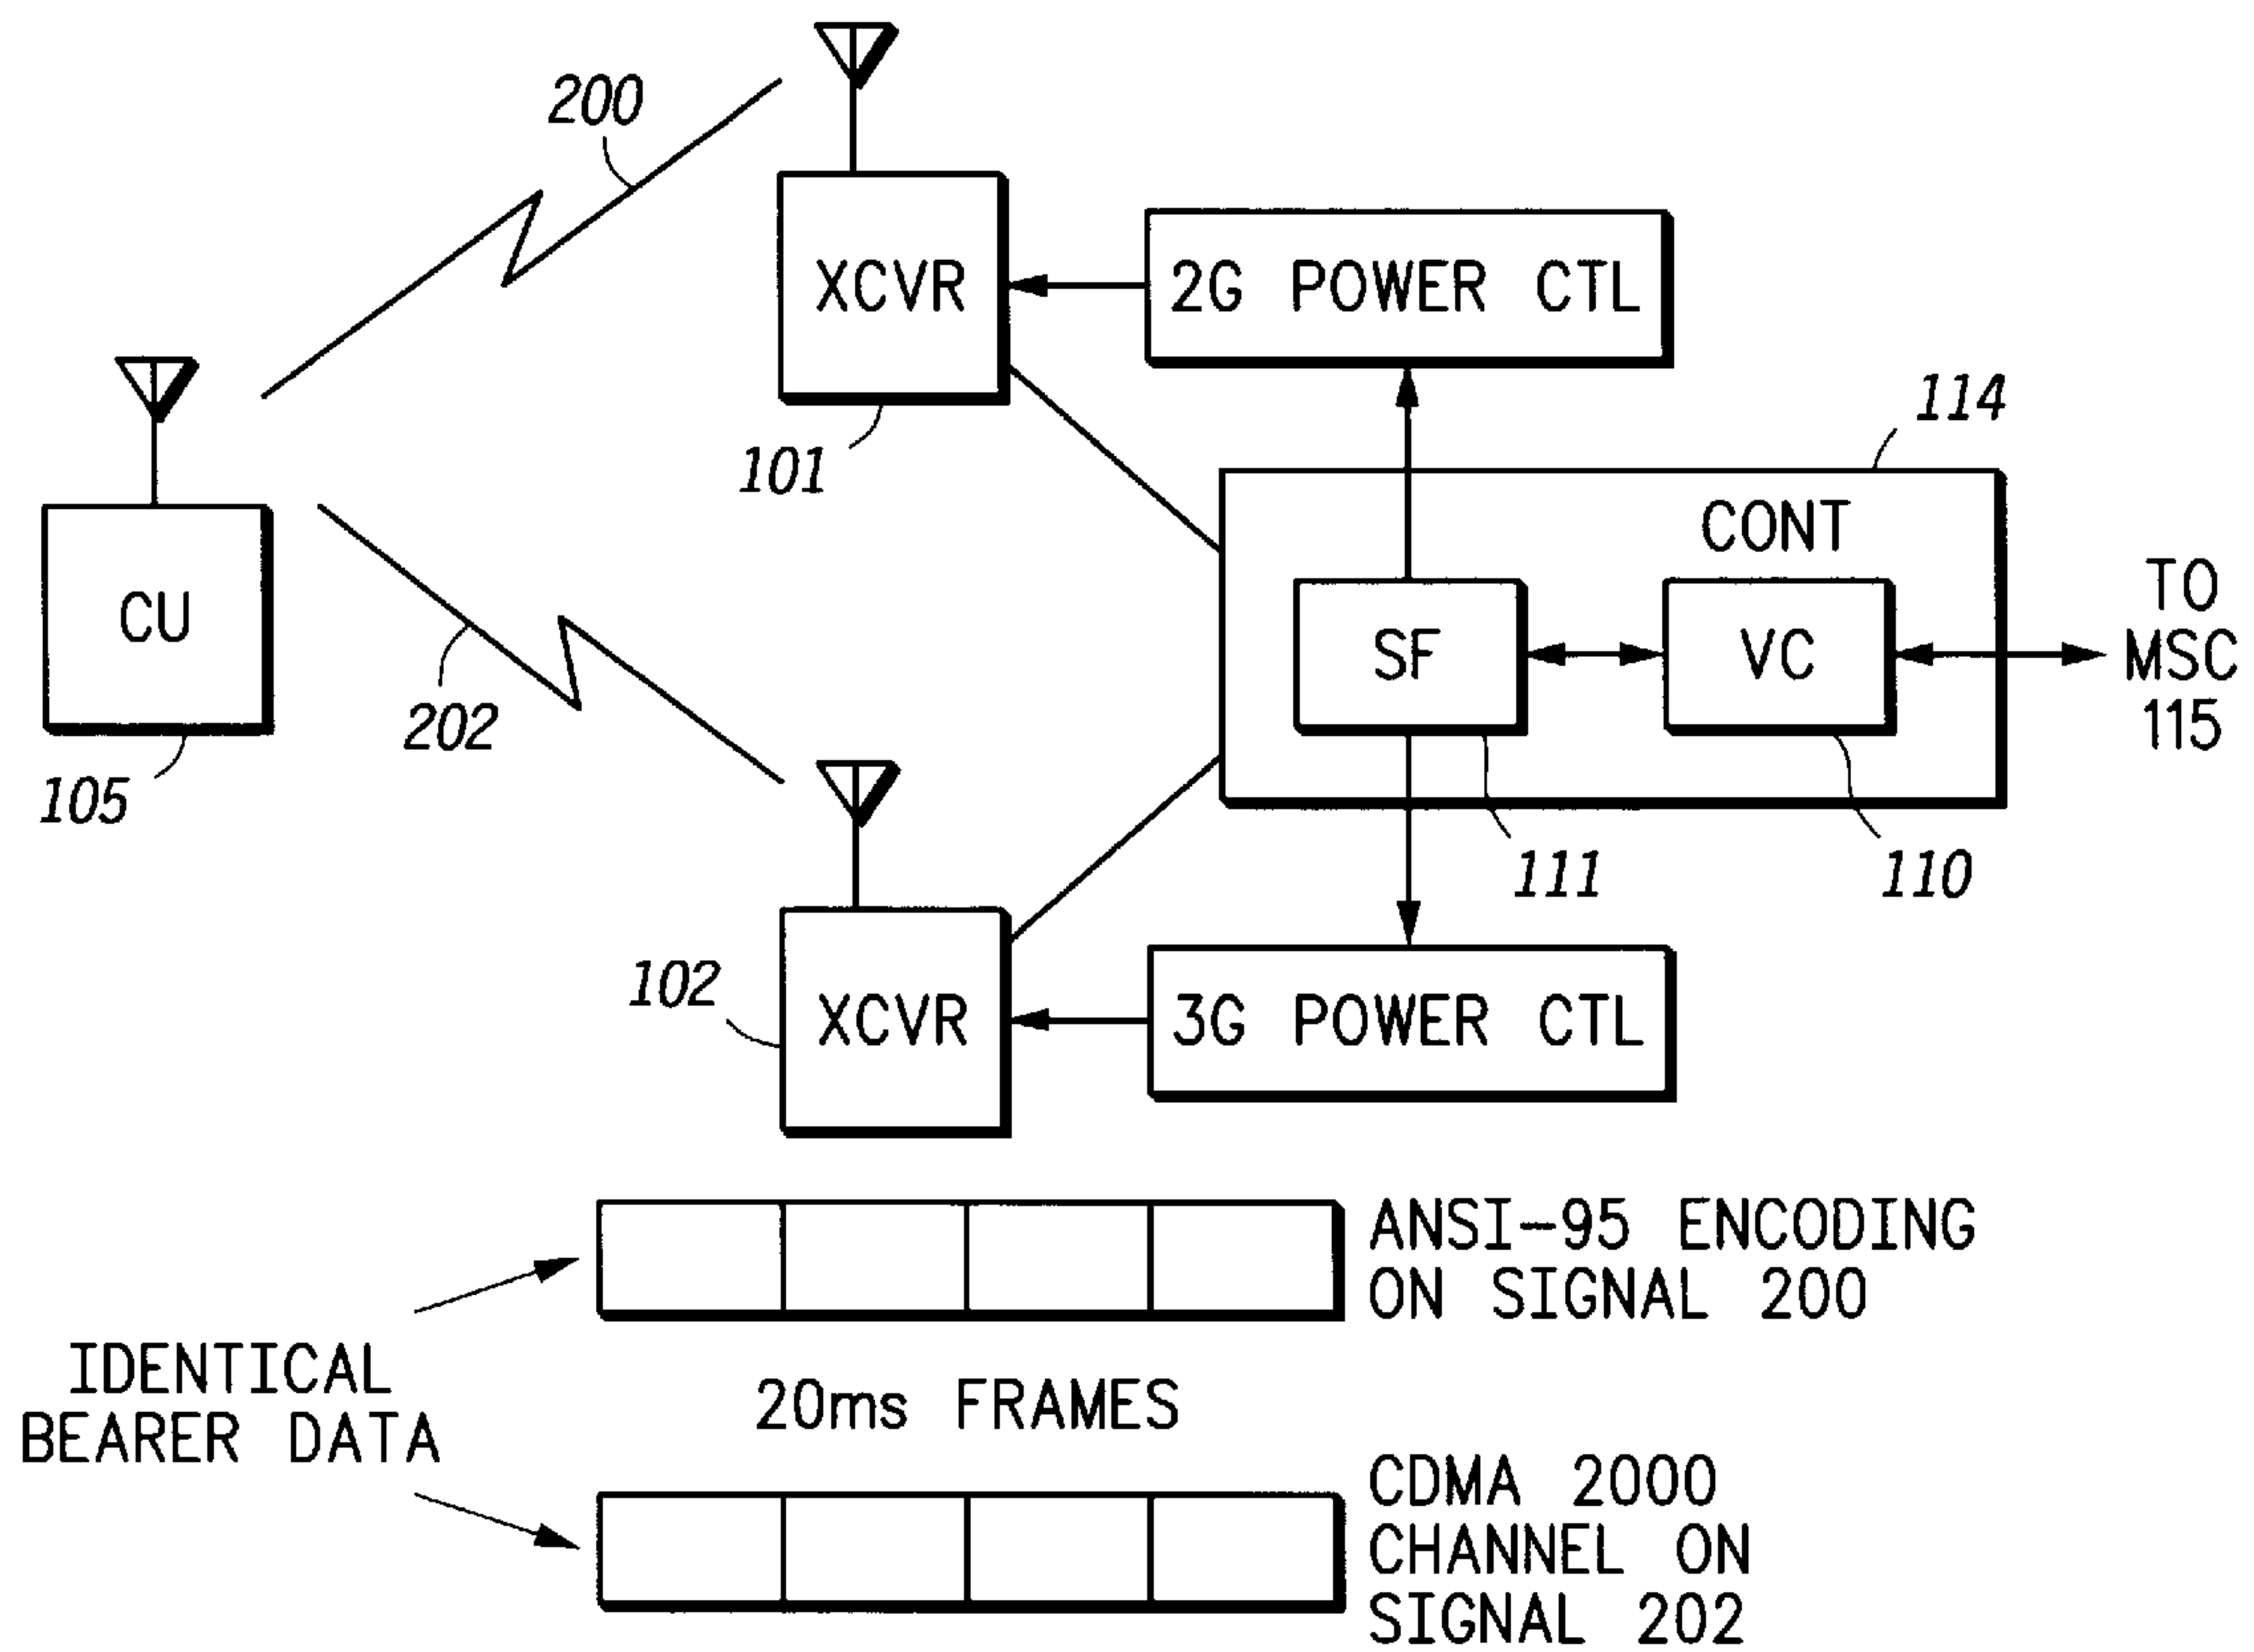 200
XCVR
2G POWER CTL
101
114
CONT
CU
SF
VC
TO
MSC
115
202
105
111
110
102
XCVR
3G POWER CTL
ANSI-95 ENCODING
ON SIGNAL 200
IDENTICAL
BEARER DATA
20ms FRAMES
CDMA 2000
CHANNEL ON
SIGNAL 202